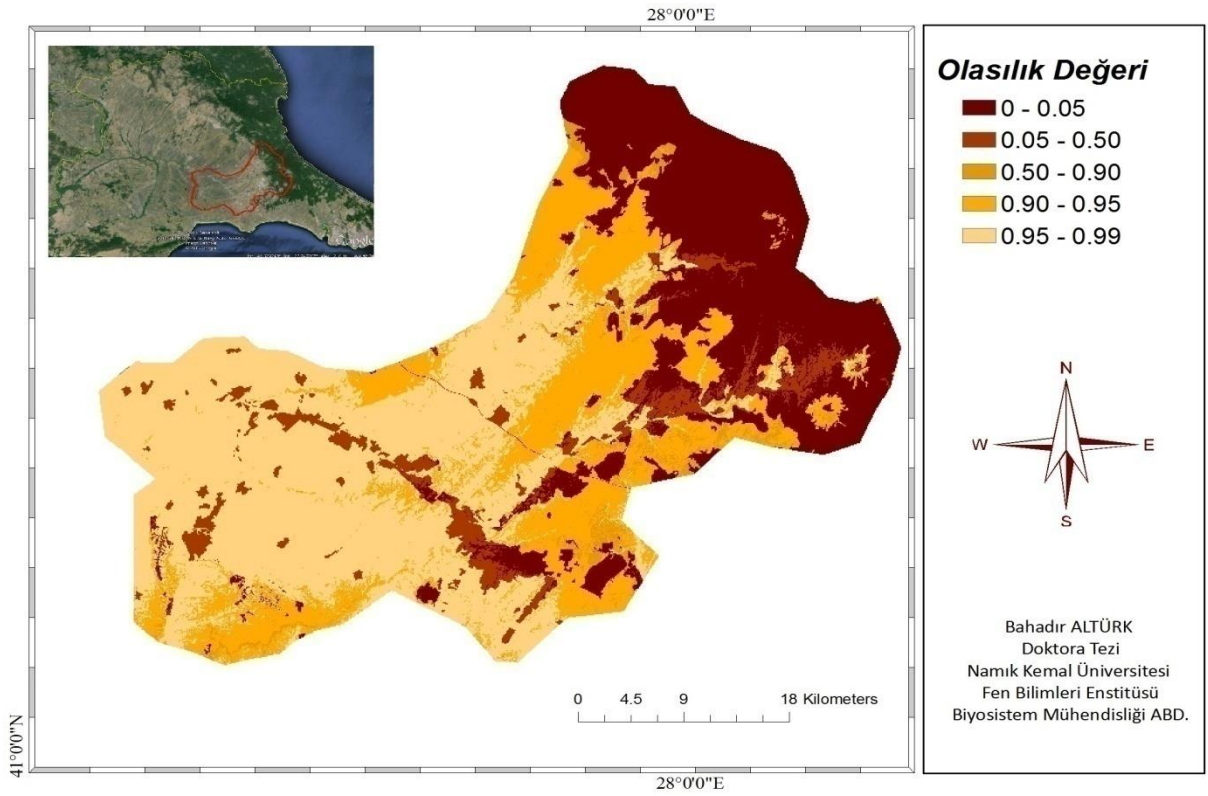 28°0'0"E
Google
Olasılık Değeri
0 - 0.05
0.05 - 0.50
0.50 - 0.90
0.90 - 0.95
0.95 - 0.99
N
W
E
S
0 4.5 9 18 Kilometers
Bahadır ALTÜRK
Doktora Tezi
Namık Kemal Üniversitesi
Fen Bilimleri Enstitüsü
Biyosistem Mühendisliği ABD.
41°0'0"N
28°0'0"E